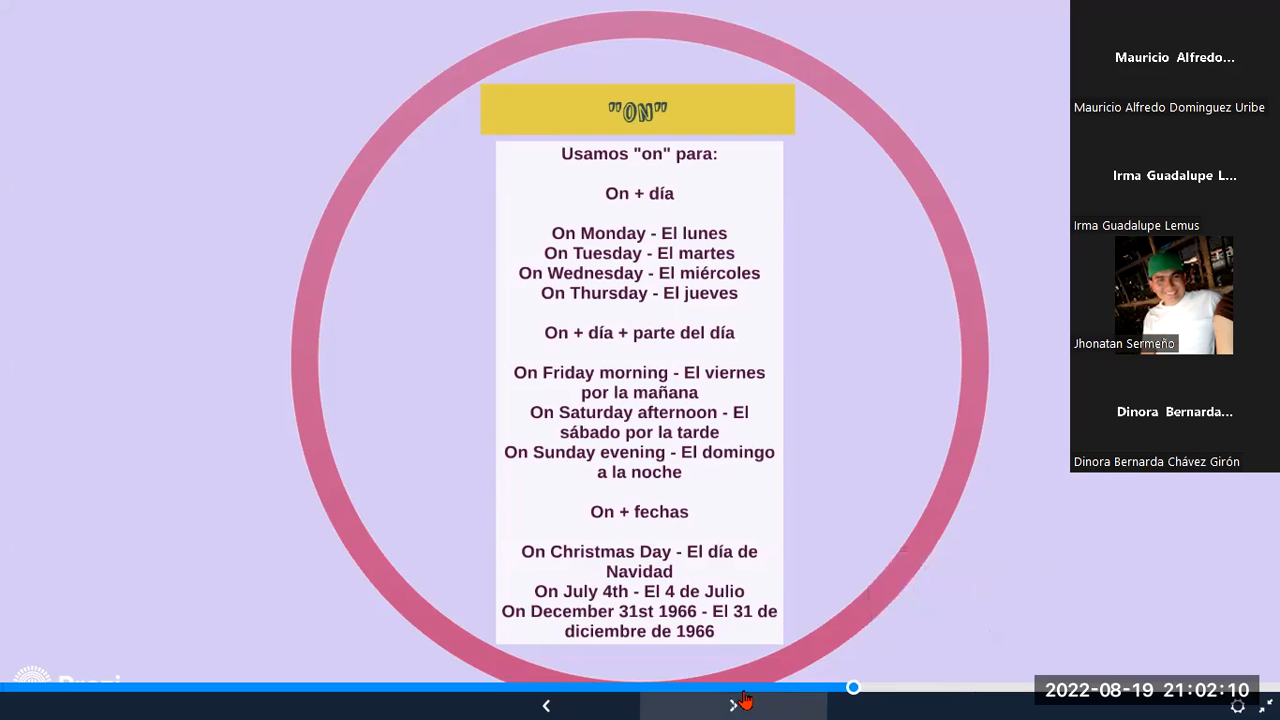 "ON"
Usamos "on" para:
On + día
On Monday - El lunes
On Tuesday - El martes
On Wednesday - El miércoles
On Thursday - El jueves
On + día + parte del día
On Friday morning - El viernes
por la mañana
On Saturday afternoon - El
sábado por la tarde
On Sunday evening - El domingo
a la noche
On + fechas
On Christmas Day - El día de
Navidad
On July 4th - El 4 de Julio
On December 31st 1966 - El 31 de
diciembre de 1966
Mauricio Alfredo...
Mauricio Alfredo Dominguez Uribe
Irma Guadalupe L...
Irma Guadalupe Lemus
Jhonatan Sermeño
Dinora Bernarda...
Dinora Bernarda Chávez Girón
Prezi
2022-08-19 21:02:10